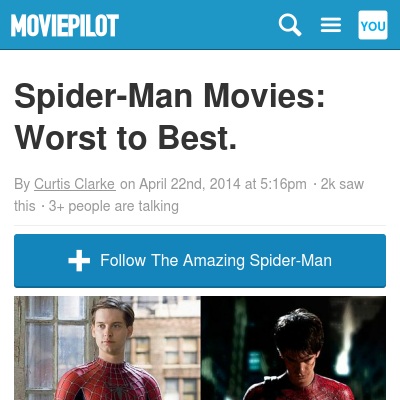 MOVIEPILOT
YOU
Spider-Man Movies:
Worst to Best.
By Curtis Clarke on April 22nd, 2014 at 5:16pm · 2k saw
this · 3+ people are talking
Follow The Amazing Spider-Man